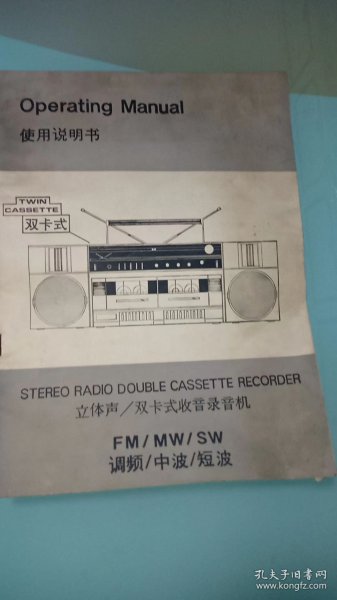 Operating Manual
使用说明书
TWIN
CASSETTE
双卡式
STEREO RADIO DOUBLE CASSETTE RECORDER
立体声/双卡式收音录音机
FM/MW/SW
调频/中波/短波
孔夫子旧书网
www.kongfz.com